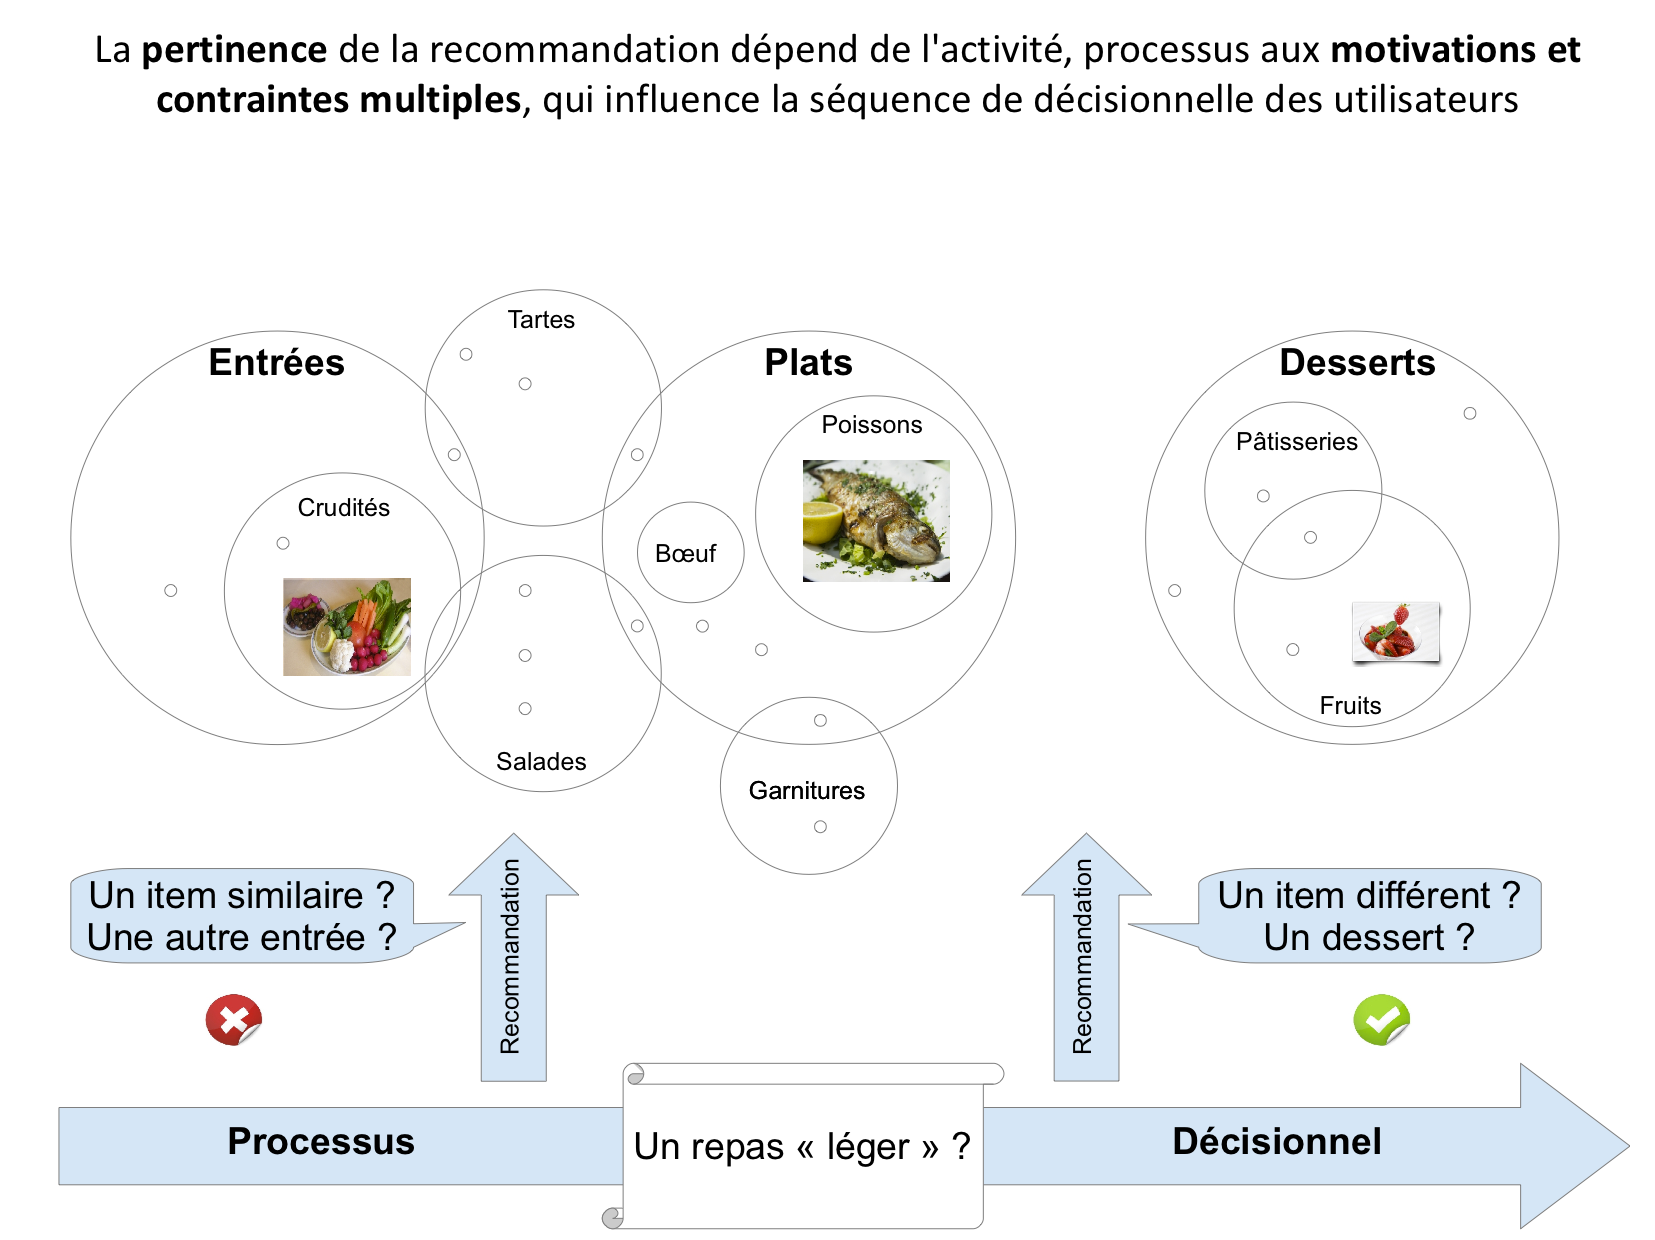 La pertinence de la recommandation dépend de l'activité, processus aux motivations et
contraintes multiples, qui influence la séquence de décisionnelle des utilisateurs
Tartes
Entrées
Plats
Desserts
Poissons
Pâtisseries
Crudités
Bœuf
Fruits
Salades
Garnitures
Un item similaire ?
Une autre entrée ?
Recommandation
Recommandation
Un item différent ?
Un dessert ?
Processus
Un repas « léger » ?
Décisionnel